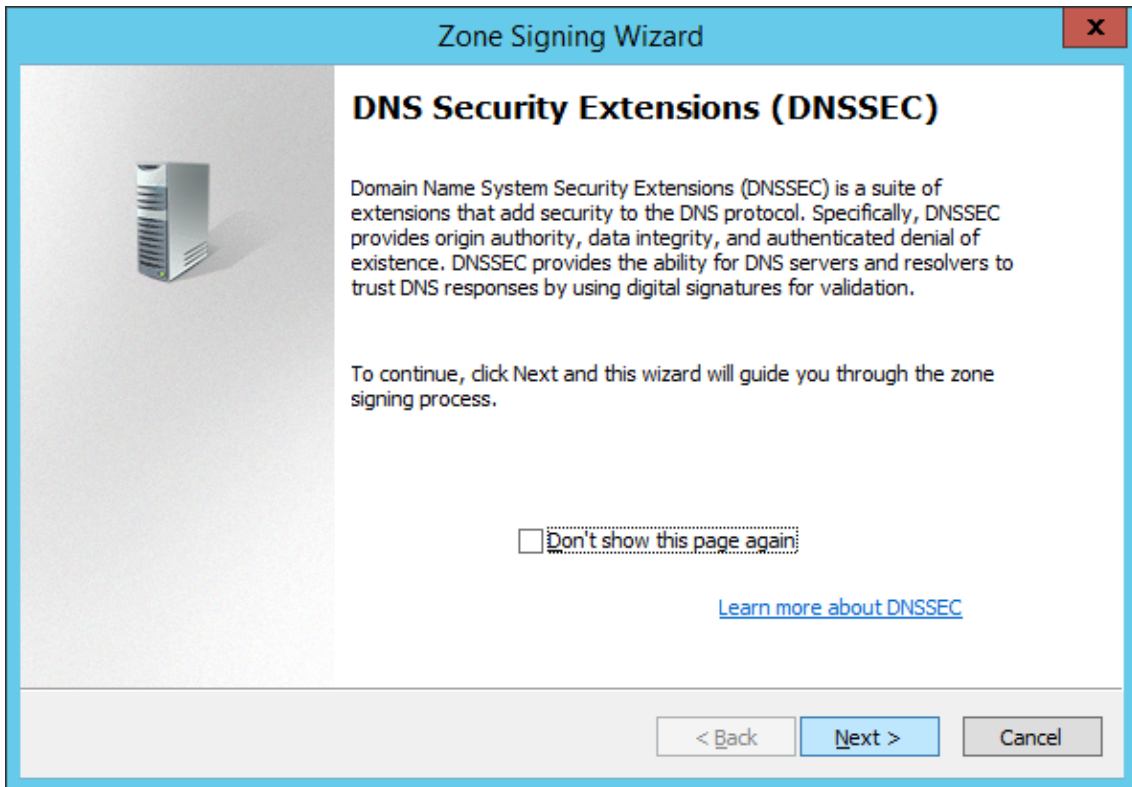 Zone Signing Wizard
x
DNS Security Extensions (DNSSEC)
Domain Name System Security Extensions (DNSSEC) is a suite of
extensions that add security to the DNS protocol. Specifically, DNSSEC
provides origin authority, data integrity, and authenticated denial of
existence. DNSSEC provides the ability for DNS servers and resolvers to
trust DNS responses by using digital signatures for validation.
To continue, click Next and this wizard will guide you through the zone
signing process.
Don't show this page again
Learn more about DNSSEC
< Back
Next >
Cancel